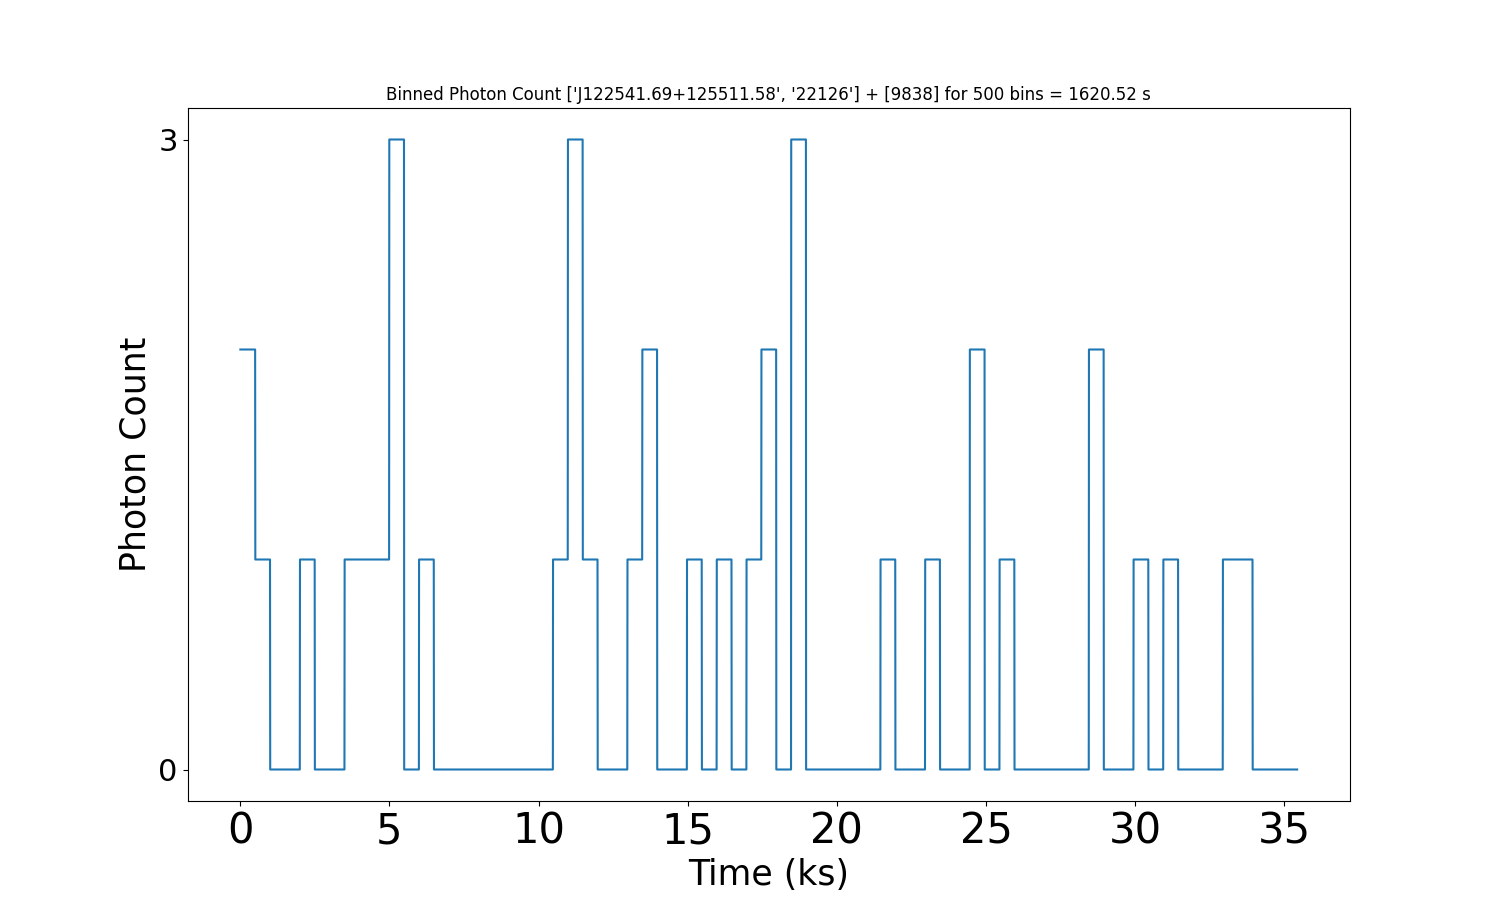 Binned Photon Count ['J122541.69+125511.58', '22126'] + [9838] for 500 bins = 1620.52 s
3
Photon Count
0
0 5 10 15 20 25 30 35
Time (ks)